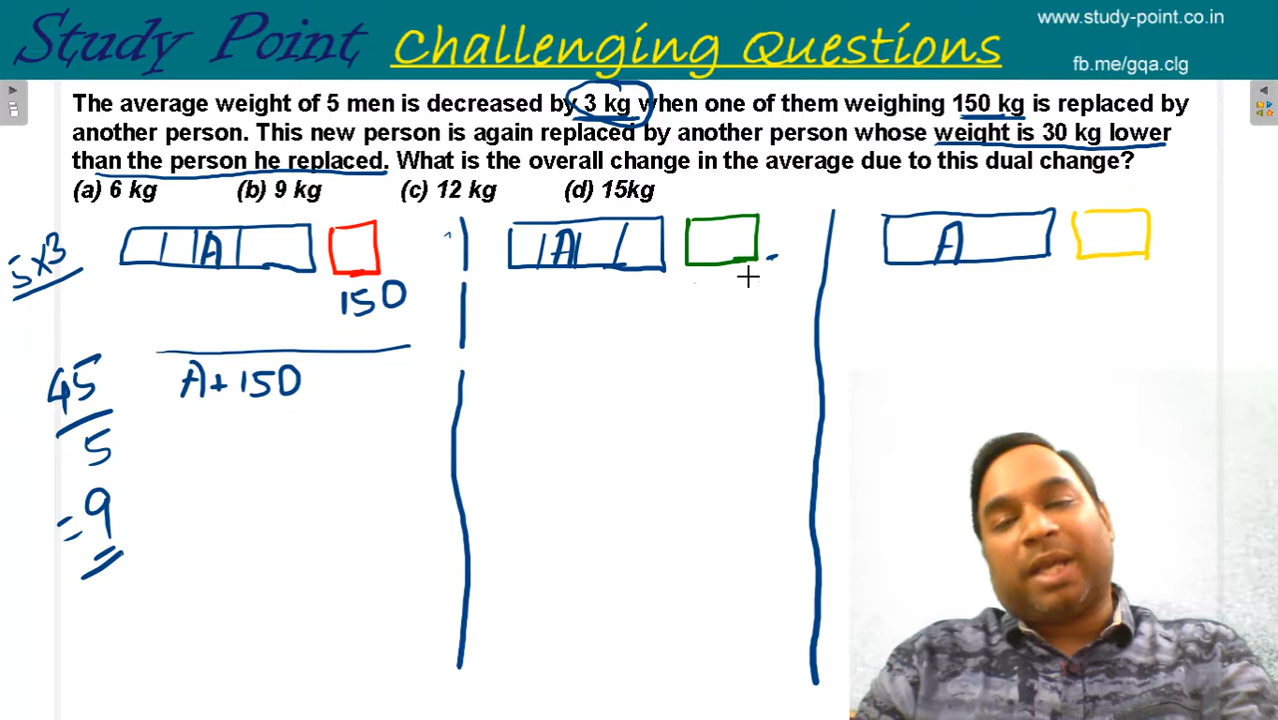 Study Point Challenging Questions
www.study-point.co.in
fb.me/gqa.clg
The average weight of 5 men is decreased by 3 kg when one of them weighing 150 kg is replaced by
another person. This new person is again replaced by another person whose weight is 30 kg lower
than the person he replaced. What is the overall change in the average due to this dual change?
(a) 6 kg (b) 9 kg (c) 12 kg (d) 15kg
5x3
A
150
A
A
A+150
45
5
=9